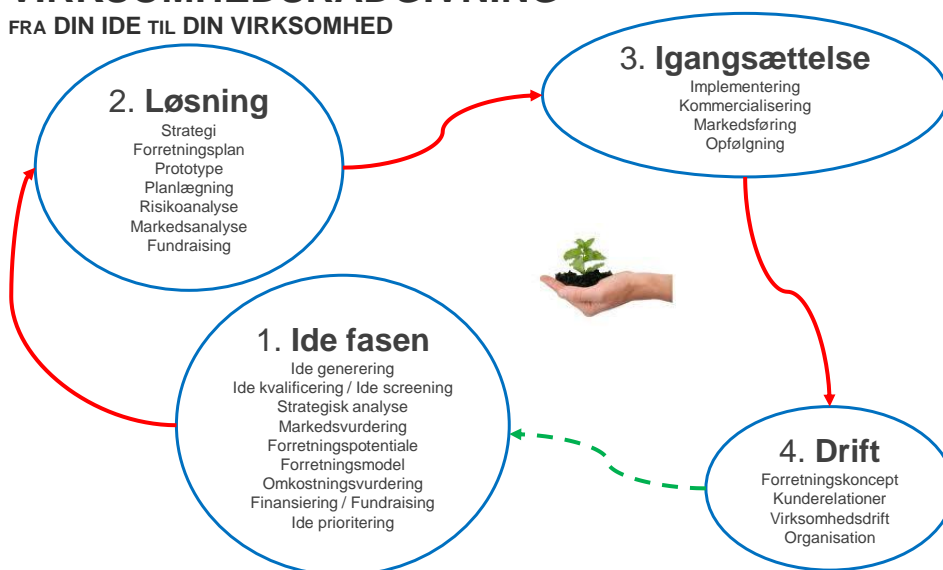 FRA DIN IDE TIL DIN VIRKSOMHED
2. Løsning
Strategi
Forretningsplan
Prototype
Planlægning
Risikoanalyse
Markedsanalyse
Fundraising
3. Igangsættelse
Implementering
Kommercialisering
Markedsføring
Opfølgning
1. Ide fasen
Ide generering
Ide kvalificering / Ide screening
Strategisk analyse
Markedsvurdering
Forretningspotentiale
Forretningsmodel
Omkostningsvurdering
Finansiering / Fundraising
Ide prioritering
4. Drift
Forretningskoncept
Kunderelationer
Virksomhedsdrift
Organisation